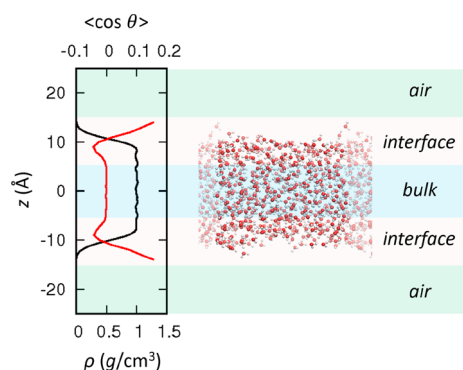 <cos θ>
-0.1 0 0.1 0.2
20
10
0
-10
-20
z (Å)
0 0.5 1 1.5
ρ (g/cm³)
air
interface
bulk
interface
air